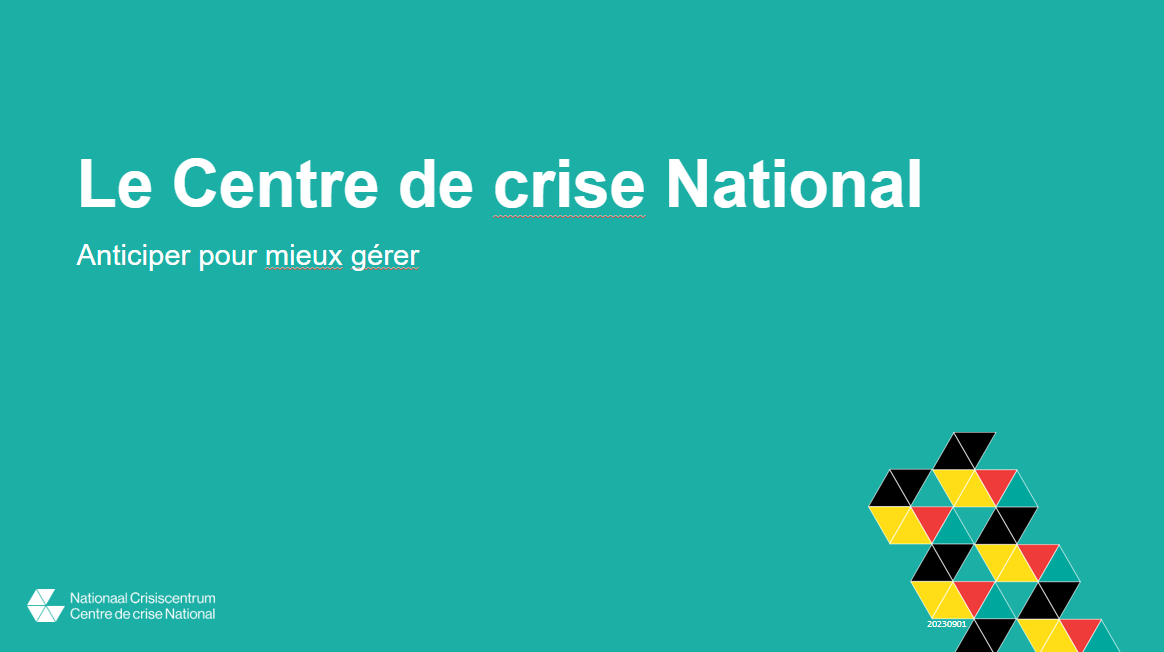 Le Centre de crise National
Anticiper pour mieux gérer
Nationaal Crisiscentrum
Centre de crise National
20230901